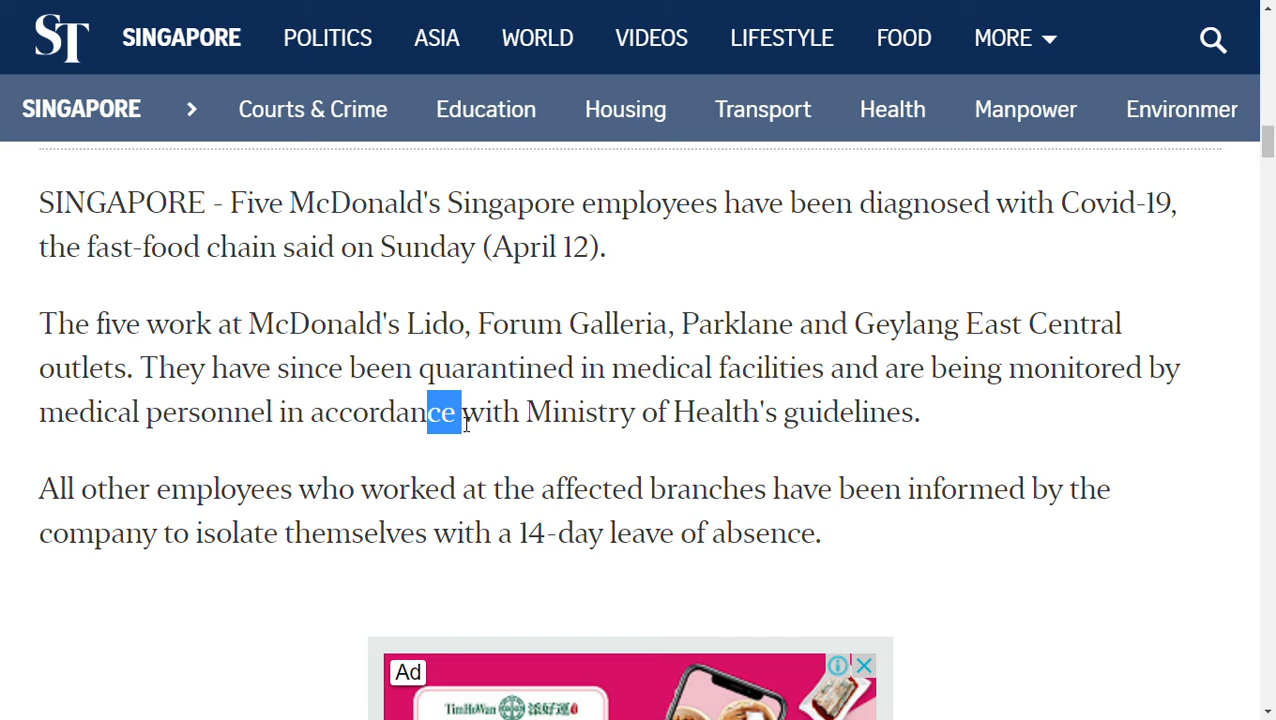 ST SINGAPORE POLITICS ASIA WORLD VIDEOS LIFESTYLE FOOD MORE
SINGAPORE Courts & Crime Education Housing Transport Health Manpower Environmer
SINGAPORE - Five McDonald's Singapore employees have been diagnosed with Covid-19,
the fast-food chain said on Sunday (April 12).
The five work at McDonald's Lido, Forum Galleria, Parklane and Geylang East Central
outlets. They have since been quarantined in medical facilities and are being monitored by
medical personnel in accordance with Ministry of Health's guidelines.
All other employees who worked at the affected branches have been informed by the
company to isolate themselves with a 14-day leave of absence.
Ad
TimHoWan 添好運